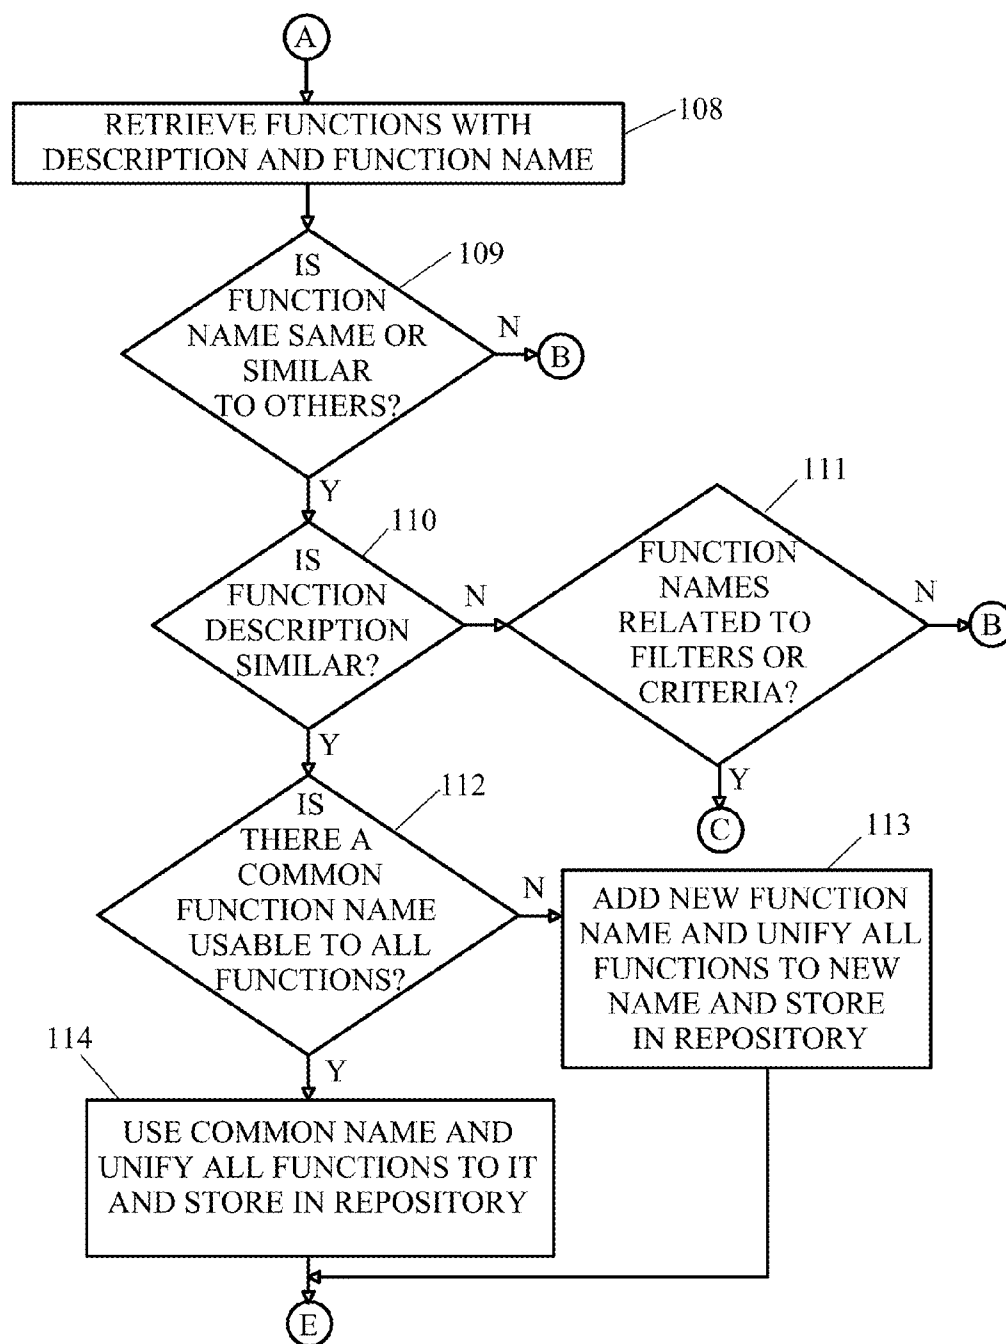 A
RETRIEVE FUNCTIONS WITH
DESCRIPTION AND FUNCTION NAME
108
IS
FUNCTION
NAME SAME OR
SIMILAR
TO OTHERS?
109
N
B
Y
IS
FUNCTION
DESCRIPTION
SIMILAR?
110
N
FUNCTION
NAMES
RELATED TO
FILTERS OR
CRITERIA?
111
N
B
Y
C
Y
IS
THERE A
COMMON
FUNCTION NAME
USABLE TO ALL
FUNCTIONS?
112
N
113
ADD NEW FUNCTION
NAME AND UNIFY ALL
FUNCTIONS TO NEW
NAME AND STORE
IN REPOSITORY
Y
114
USE COMMON NAME AND
UNIFY ALL FUNCTIONS TO IT
AND STORE IN REPOSITORY
E